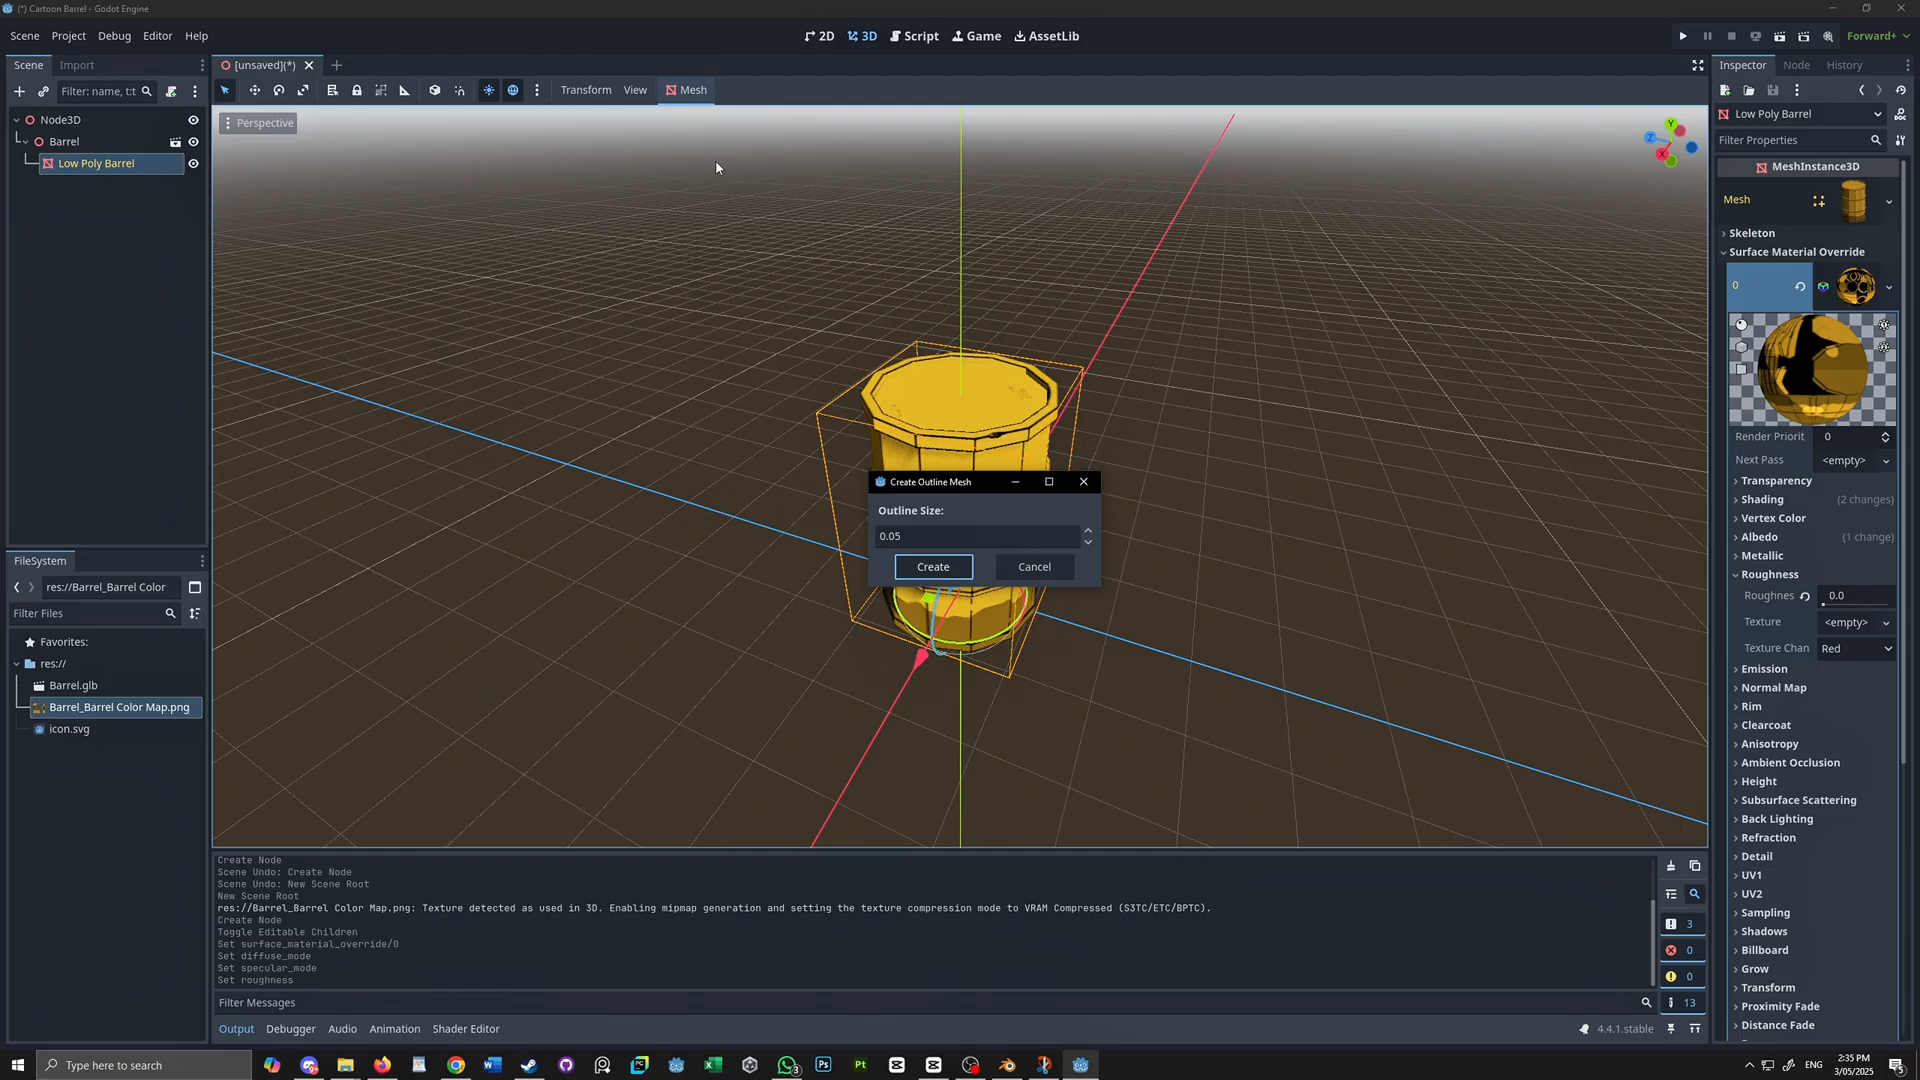 (*) Cartoon Barrel - Godot Engine
Scene Project Debug Editor Help
2D 3D Script Game AssetLib
Forward+
Scene Import
[unsaved](*)
Inspector Node History
Filter: name, t:t
Transform View Mesh
Node3D
Barrel
Low Poly Barrel
Perspective
Y
Z
X
Low Poly Barrel
Filter Properties
MeshInstance3D
Mesh
Skeleton
Surface Material Override
0
Render Priorit 0
Next Pass <empty>
Transparency
Shading (2 changes)
Vertex Color
Albedo (1 change)
Metallic
Roughness
Roughnes 0.0
Texture <empty>
Texture Chan Red
Emission
Normal Map
Rim
Clearcoat
Anisotropy
Ambient Occlusion
Height
Subsurface Scattering
Back Lighting
Refraction
Detail
UV1
UV2
Sampling
Shadows
Billboard
Grow
Transform
Proximity Fade
Distance Fade
Create Outline Mesh
Outline Size:
0.05
Create Cancel
FileSystem
res://Barrel_Barrel Color
Filter Files
Favorites:
res://
Barrel.glb
Barrel_Barrel Color Map.png
icon.svg
Create Node
Scene Undo: Create Node
Scene Undo: New Scene Root
New Scene Root
res://Barrel_Barrel Color Map.png: Texture detected as used in 3D. Enabling mipmap generation and setting the texture compression mode to VRAM Compressed (S3TC/ETC/BPTC).
Create Node
Toggle Editable Children
Set surface_material_override/0
Set diffuse_mode
Set specular_mode
Set roughness
3
0
0
13
Filter Messages
Output Debugger Audio Animation Shader Editor
4.4.1.stable
Type here to search
ENG
2:35 PM
3/05/2025